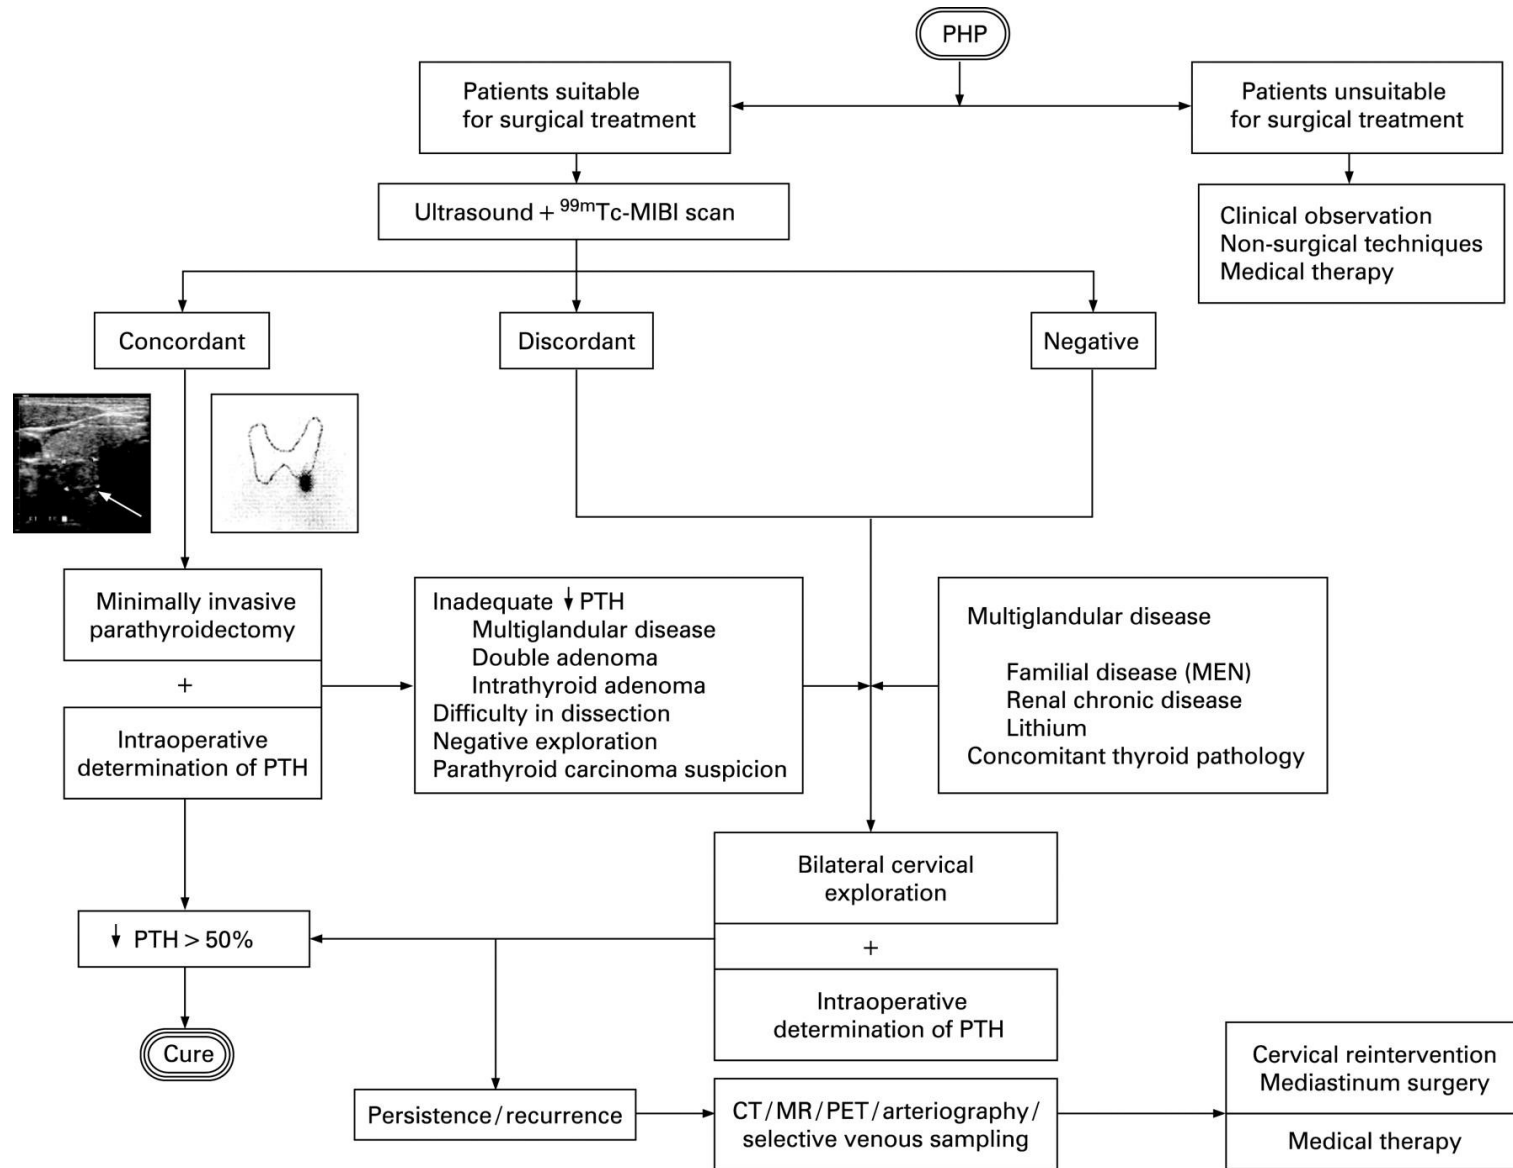 PHP
Patients suitable
for surgical treatment
Patients unsuitable
for surgical treatment
Ultrasound + 99mTc-MIBI scan
Clinical observation
Non-surgical techniques
Medical therapy
Concordant
Discordant
Negative
Minimally invasive
parathyroidectomy
+
Intraoperative
determination of PTH
Inadequate ↓ PTH
Multiglandular disease
Double adenoma
Intrathyroid adenoma
Difficulty in dissection
Negative exploration
Parathyroid carcinoma suspicion
Multiglandular disease
Familial disease (MEN)
Renal chronic disease
Lithium
Concomitant thyroid pathology
Bilateral cervical
exploration
+
Intraoperative
determination of PTH
↓ PTH > 50%
Cure
Persistence/recurrence
CT/MR/PET/arteriography/
selective venous sampling
Cervical reintervention
Mediastinum surgery
Medical therapy